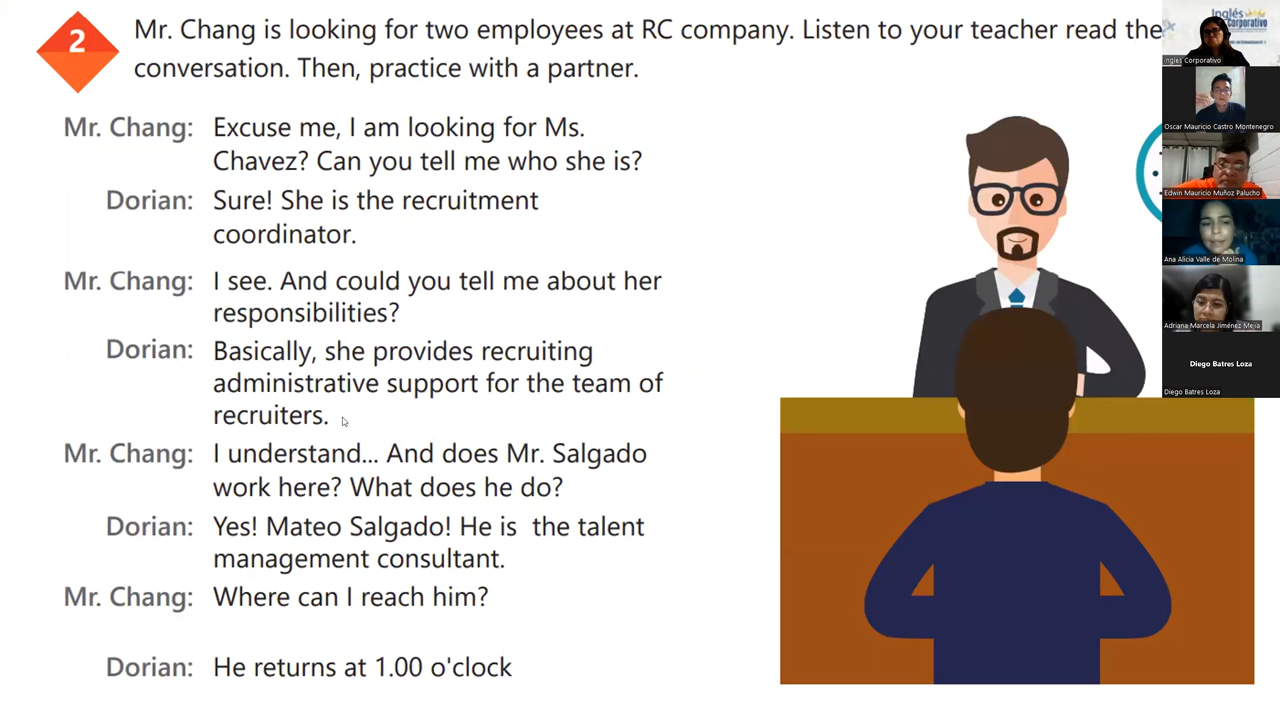 2
Mr. Chang is looking for two employees at RC company. Listen to your teacher read the
conversation. Then, practice with a partner.
Mr. Chang: Excuse me, I am looking for Ms.
Chavez? Can you tell me who she is?
Dorian: Sure! She is the recruitment
coordinator.
Mr. Chang: I see. And could you tell me about her
responsibilities?
Dorian: Basically, she provides recruiting
administrative support for the team of
recruiters.
Mr. Chang: I understand... And does Mr. Salgado
work here? What does he do?
Dorian: Yes! Mateo Salgado! He is the talent
management consultant.
Mr. Chang: Where can I reach him?
Dorian: He returns at 1.00 o'clock
Inglés
Corporativo
Inglés Corporativo
Oscar Mauricio Castro Montenegro
Edwin Mauricio Muñoz Palucho
Ana Alicia Valle de Molina
Adriana Marcela Jiménez Mejía
Diego Batres Loza
Diego Batres Loza